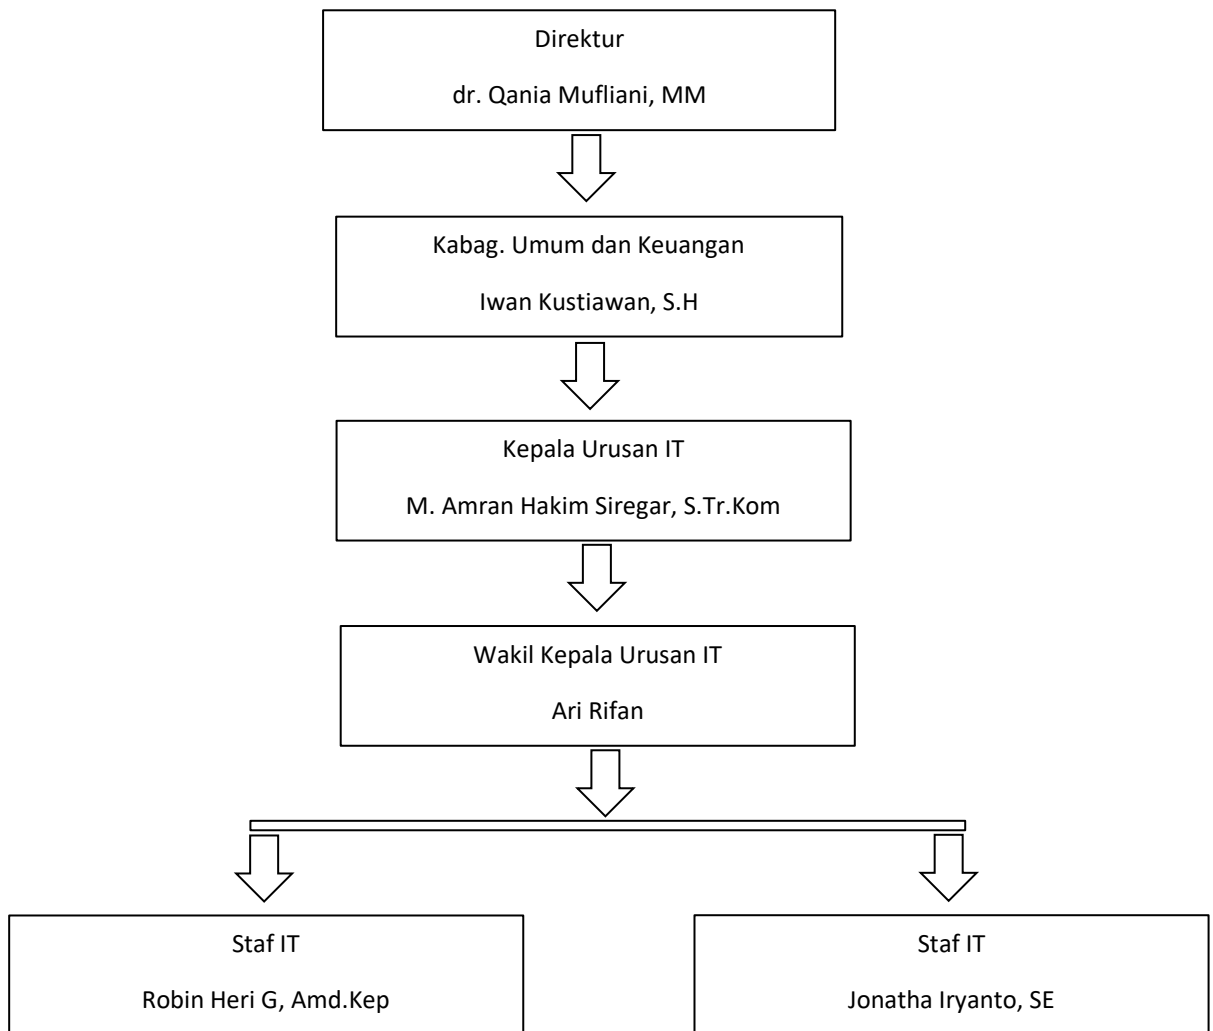 Direktur
dr. Qania Mufliani, MM
Kabag. Umum dan Keuangan
Iwan Kustiawan, S.H
Kepala Urusan IT
M. Amran Hakim Siregar, S.Tr.Kom
Wakil Kepala Urusan IT
Ari Rifan
Staf IT
Robin Heri G, Amd.Kep
Staf IT
Jonatha Iryanto, SE